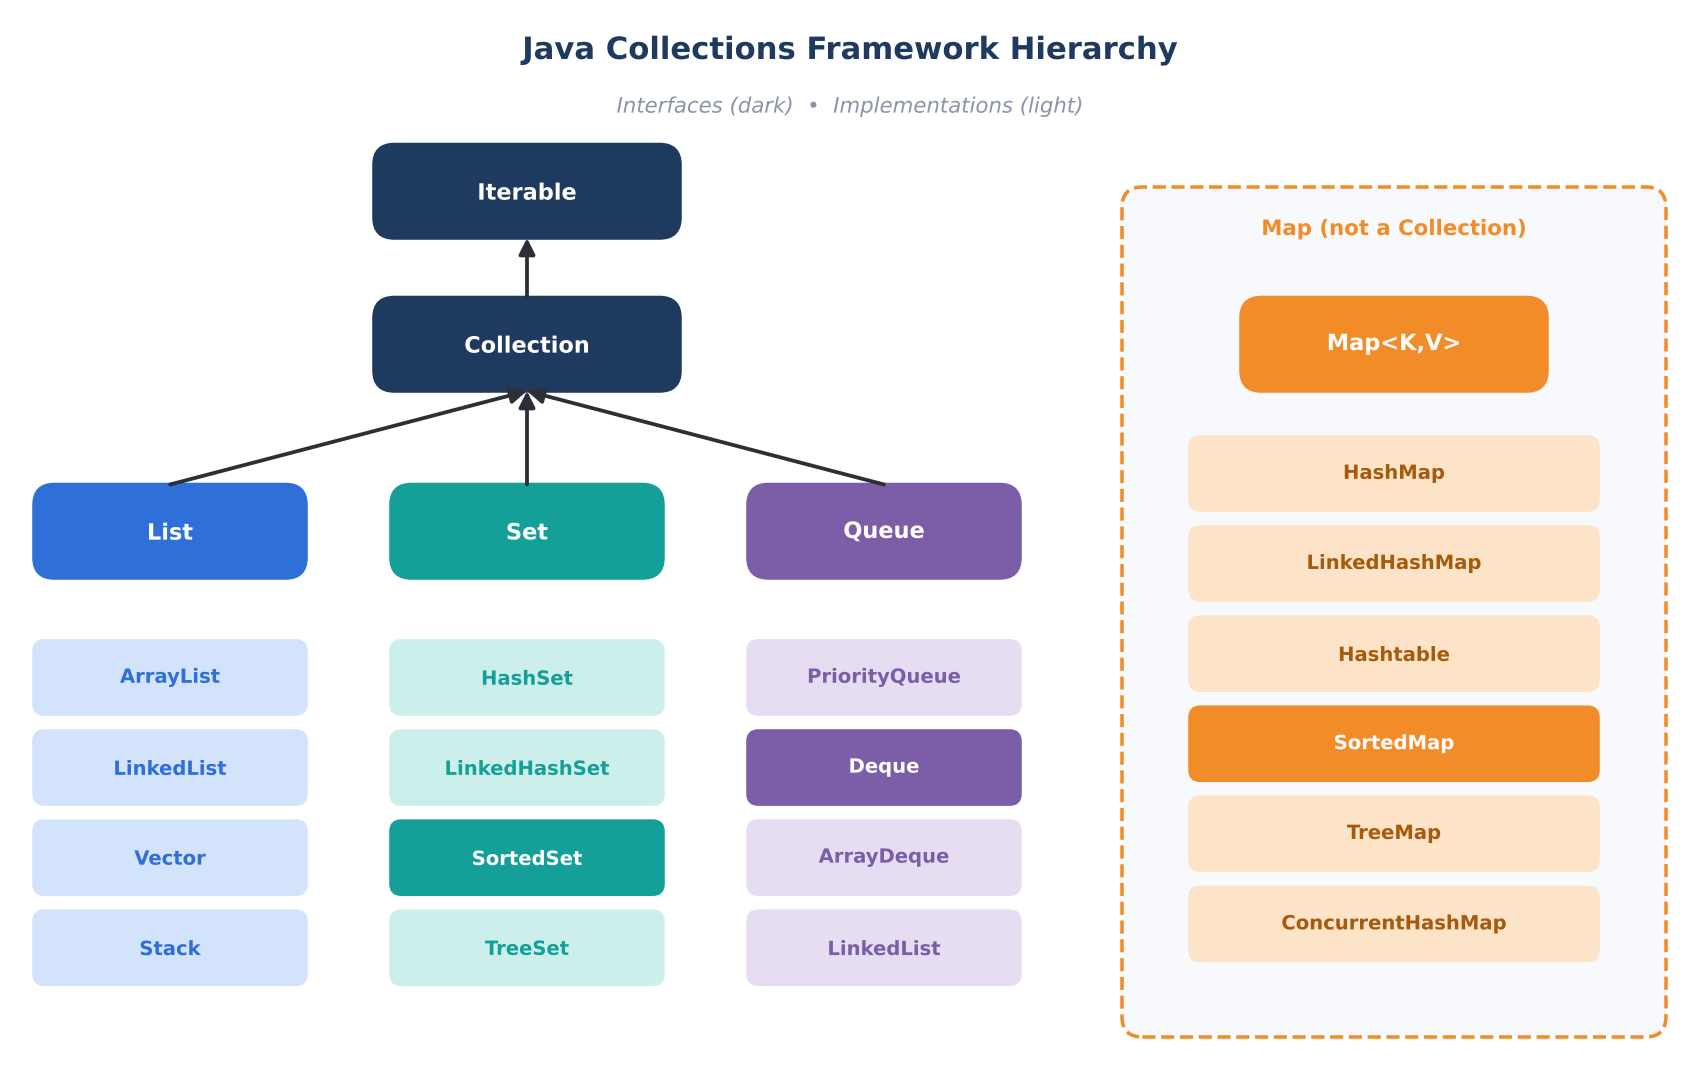 Java Collections Framework Hierarchy
Interfaces (dark) • Implementations (light)
Iterable
Collection
List
Set
Queue
ArrayList
LinkedList
Vector
Stack
HashSet
LinkedHashSet
SortedSet
TreeSet
PriorityQueue
Deque
ArrayDeque
LinkedList
Map (not a Collection)
Map<K,V>
HashMap
LinkedHashMap
Hashtable
SortedMap
TreeMap
ConcurrentHashMap